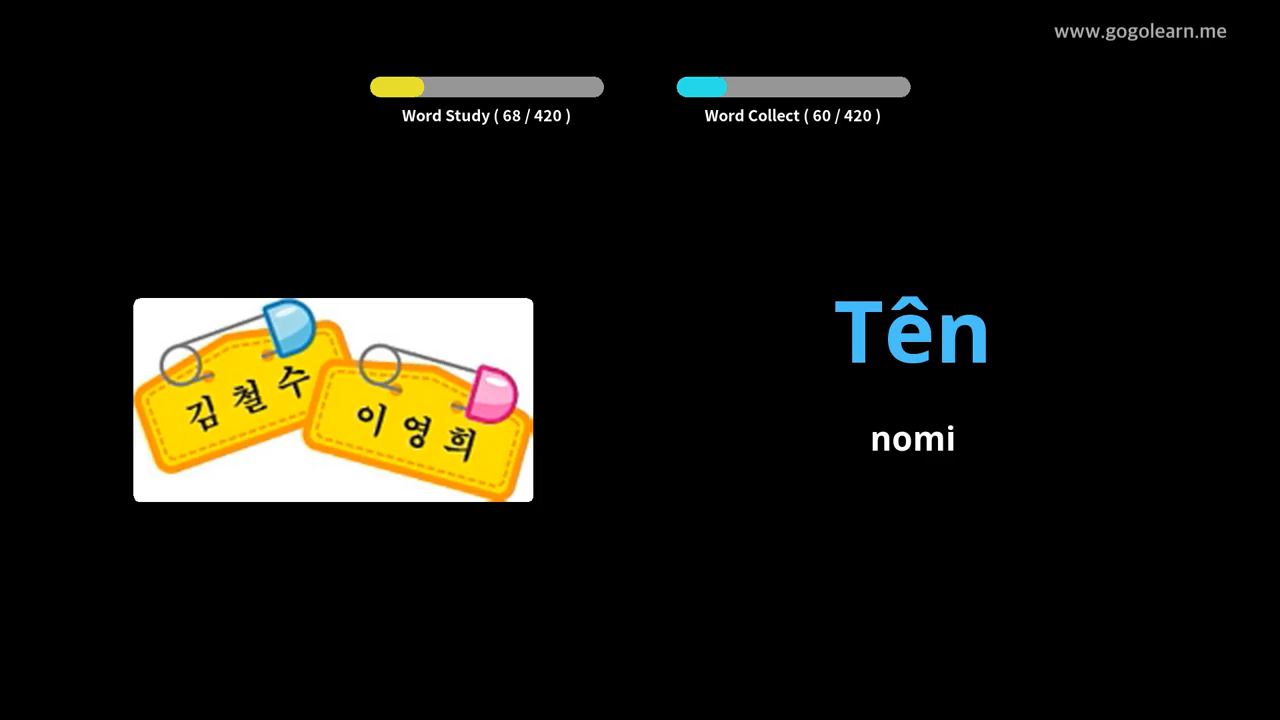 www.gogolearn.me
Word Study ( 68 / 420 )
Word Collect ( 60 / 420 )
김철수
이영희
Tên
nomi